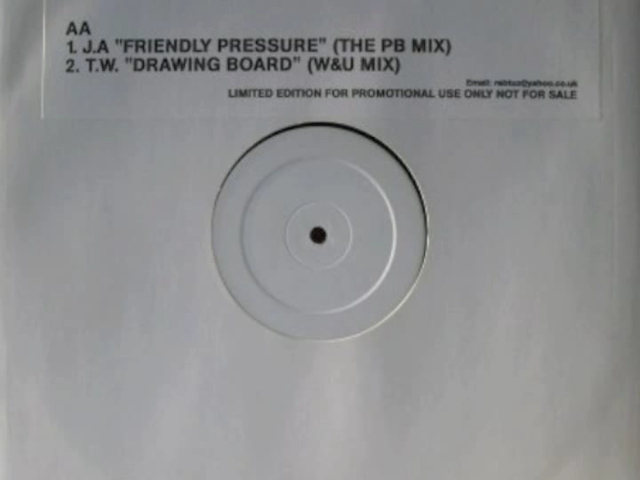 AA
1. J.A "FRIENDLY PRESSURE" (THE PB MIX)
2. T.W. "DRAWING BOARD" (W&U MIX)
Email:
LIMITED EDITION FOR PROMOTIONAL USE ONLY NOT FOR SALE